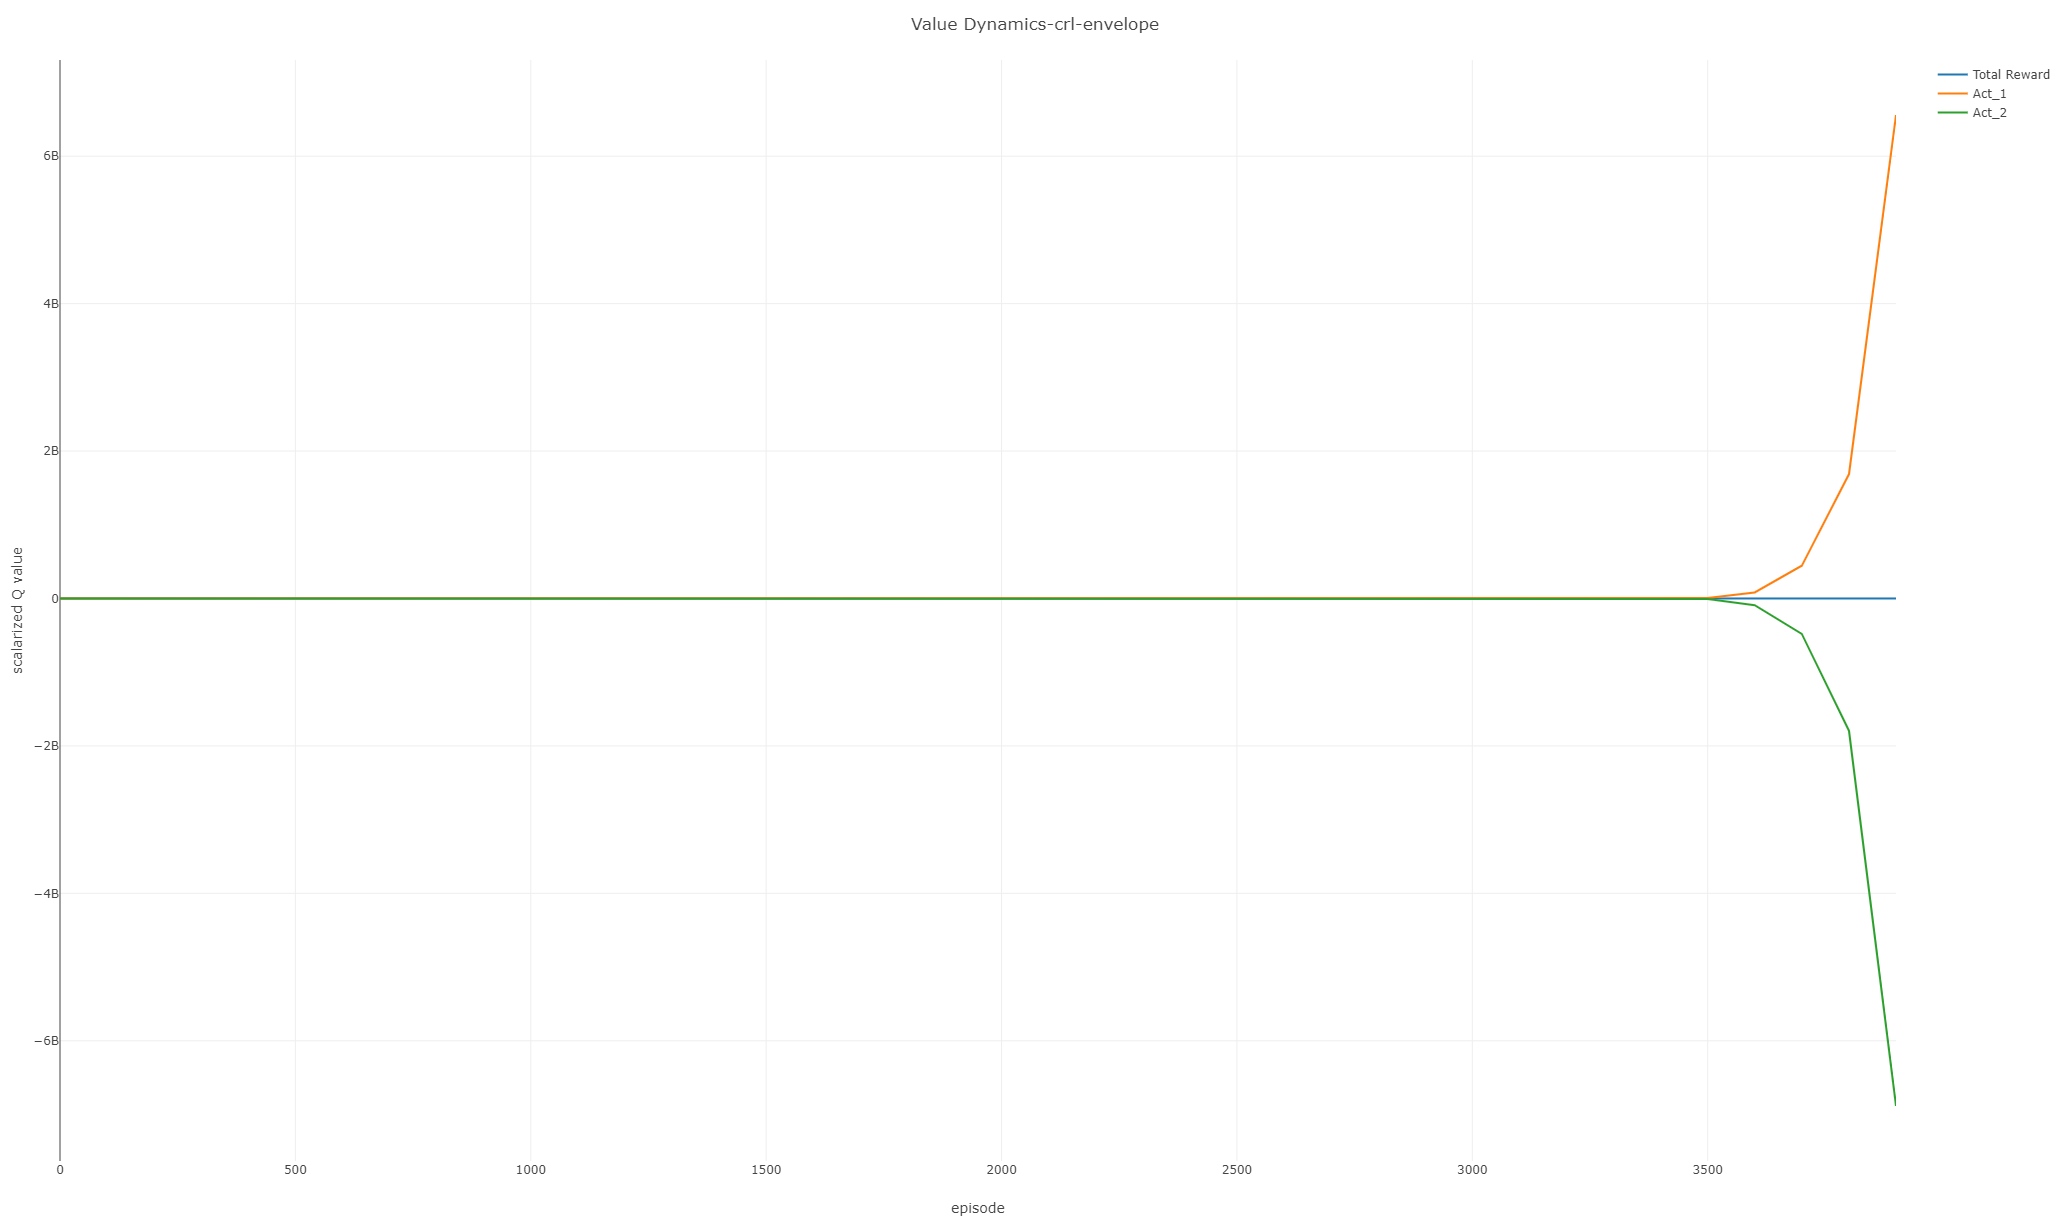 Value Dynamics-crl-envelope
Total Reward
Act_1
Act_2
6B
4B
2B
0
−2B
−4B
−6B
scalarized Q value
0 500 1000 1500 2000 2500 3000 3500
episode